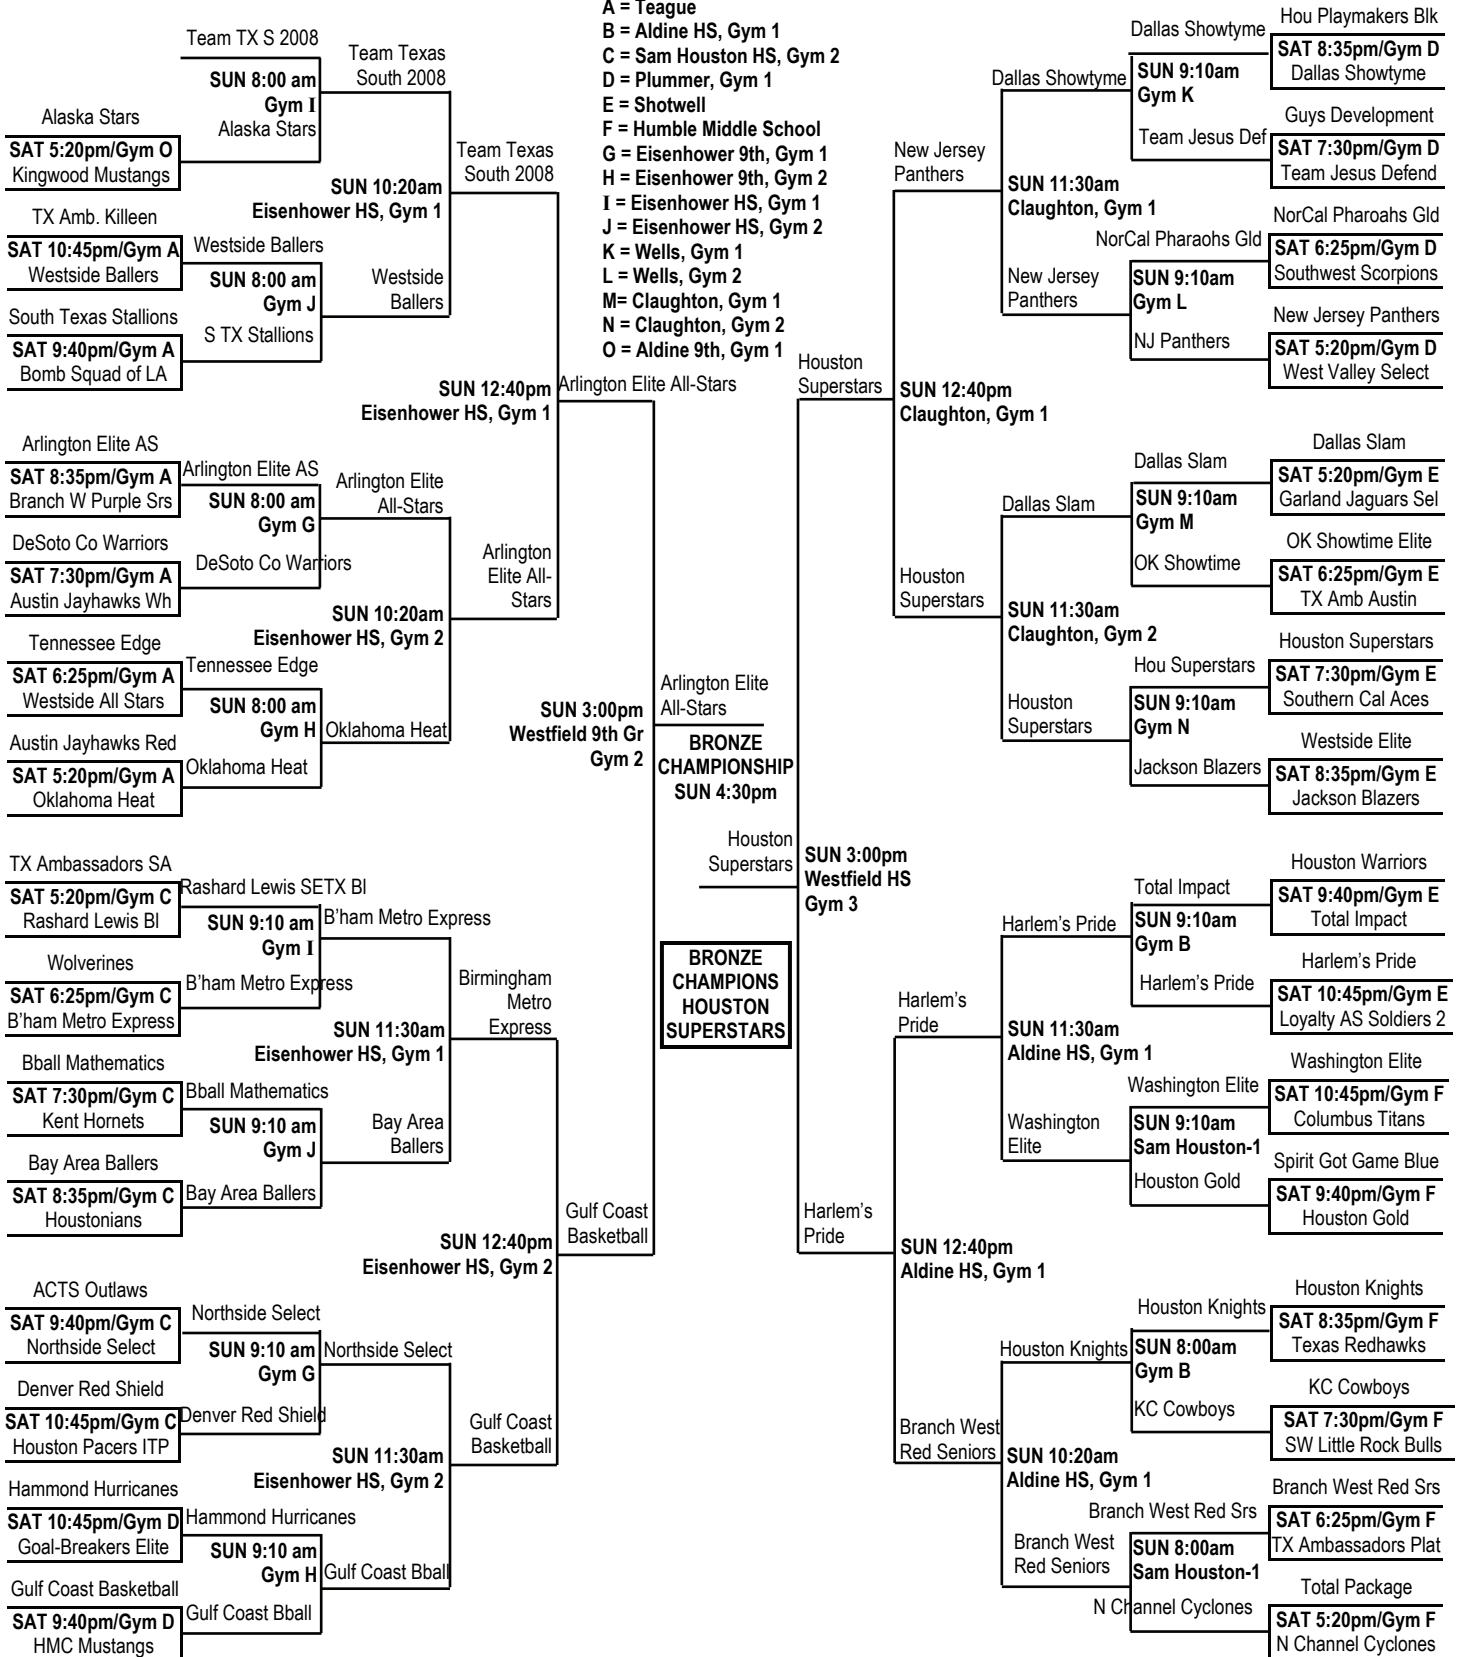 A = Teague
B = Aldine HS, Gym 1
C = Sam Houston HS, Gym 2
D = Plummer, Gym 1
E = Shotwell
F = Humble Middle School
G = Eisenhower 9th, Gym 1
H = Eisenhower 9th, Gym 2
I = Eisenhower HS, Gym 1
J = Eisenhower HS, Gym 2
K = Wells, Gym 1
L = Wells, Gym 2
M= Claughton, Gym 1
N = Claughton, Gym 2
O = Aldine 9th, Gym 1
Alaska Stars
SAT 5:20pm/Gym O
Kingwood Mustangs
TX Amb. Killeen
SAT 10:45pm/Gym A
Westside Ballers
South Texas Stallions
SAT 9:40pm/Gym A
Bomb Squad of LA
Arlington Elite AS
SAT 8:35pm/Gym A
Branch W Purple Srs
DeSoto Co Warriors
SAT 7:30pm/Gym A
Austin Jayhawks Wh
Tennessee Edge
SAT 6:25pm/Gym A
Westside All Stars
Austin Jayhawks Red
SAT 5:20pm/Gym A
Oklahoma Heat
TX Ambassadors SA
SAT 5:20pm/Gym C
Rashard Lewis Bl
Wolverines
SAT 6:25pm/Gym C
B'ham Metro Express
Bball Mathematics
SAT 7:30pm/Gym C
Kent Hornets
Bay Area Ballers
SAT 8:35pm/Gym C
Houstonians
ACTS Outlaws
SAT 9:40pm/Gym C
Northside Select
Denver Red Shield
SAT 10:45pm/Gym C
Houston Pacers ITP
Hammond Hurricanes
SAT 10:45pm/Gym D
Goal-Breakers Elite
Gulf Coast Basketball
SAT 9:40pm/Gym D
HMC Mustangs
Team TX S 2008
SUN 8:00 am
Gym I
Alaska Stars
Westside Ballers
SUN 8:00 am
Gym J
S TX Stallions
Arlington Elite AS
SUN 8:00 am
Gym G
DeSoto Co Warriors
Tennessee Edge
SUN 8:00 am
Gym H
Oklahoma Heat
Rashard Lewis SETX Bl
SUN 9:10 am
Gym I
B'ham Metro Express
Bball Mathematics
SUN 9:10 am
Gym J
Bay Area Ballers
Northside Select
SUN 9:10 am
Gym G
Denver Red Shield
Hammond Hurricanes
SUN 9:10 am
Gym H
Gulf Coast Bball
Team Texas
South 2008
SUN 10:20am
Eisenhower HS, Gym 1
Westside
Ballers
Arlington Elite
All-Stars
SUN 10:20am
Eisenhower HS, Gym 2
Oklahoma Heat
B'ham Metro Express
SUN 11:30am
Eisenhower HS, Gym 1
Bay Area
Ballers
Northside Select
SUN 11:30am
Eisenhower HS, Gym 2
Gulf Coast Bball
Team Texas
South 2008
SUN 12:40pm
Eisenhower HS, Gym 1
Arlington
Elite All-
Stars
Birmingham
Metro
Express
SUN 12:40pm
Eisenhower HS, Gym 2
Gulf Coast
Basketball
Arlington Elite All-Stars
SUN 3:00pm
Westfield 9th Gr
Gym 2
Gulf Coast
Basketball
Arlington Elite
All-Stars
BRONZE
CHAMPIONSHIP
SUN 4:30pm
Houston
Superstars
BRONZE
CHAMPIONS
HOUSTON
SUPERSTARS
Houston
Superstars
SUN 3:00pm
Westfield HS
Gym 3
Harlem's
Pride
New Jersey
Panthers
SUN 12:40pm
Claughton, Gym 1
Houston
Superstars
Harlem's
Pride
SUN 12:40pm
Aldine HS, Gym 1
Branch West
Red Seniors
Dallas Showtyme
SUN 11:30am
Claughton, Gym 1
New Jersey
Panthers
Dallas Slam
SUN 11:30am
Claughton, Gym 2
Houston
Superstars
Harlem's Pride
SUN 11:30am
Aldine HS, Gym 1
Washington
Elite
Houston Knights
SUN 10:20am
Aldine HS, Gym 1
Branch West
Red Seniors
Dallas Showtyme
SUN 9:10am
Gym K
Team Jesus Def
NorCal Pharaohs Gld
SUN 9:10am
Gym L
NJ Panthers
Dallas Slam
SUN 9:10am
Gym M
OK Showtime
Hou Superstars
SUN 9:10am
Gym N
Jackson Blazers
Total Impact
SUN 9:10am
Gym B
Harlem's Pride
Washington Elite
SUN 9:10am
Sam Houston-1
Houston Gold
Houston Knights
SUN 8:00am
Gym B
KC Cowboys
Branch West Red Srs
SUN 8:00am
Sam Houston-1
N Channel Cyclones
Hou Playmakers Blk
SAT 8:35pm/Gym D
Dallas Showtyme
Guys Development
SAT 7:30pm/Gym D
Team Jesus Defend
NorCal Pharoahs Gld
SAT 6:25pm/Gym D
Southwest Scorpions
New Jersey Panthers
SAT 5:20pm/Gym D
West Valley Select
Dallas Slam
SAT 5:20pm/Gym E
Garland Jaguars Sel
OK Showtime Elite
SAT 6:25pm/Gym E
TX Amb Austin
Houston Superstars
SAT 7:30pm/Gym E
Southern Cal Aces
Westside Elite
SAT 8:35pm/Gym E
Jackson Blazers
Houston Warriors
SAT 9:40pm/Gym E
Total Impact
Harlem's Pride
SAT 10:45pm/Gym E
Loyalty AS Soldiers 2
Washington Elite
SAT 10:45pm/Gym F
Columbus Titans
Spirit Got Game Blue
SAT 9:40pm/Gym F
Houston Gold
Houston Knights
SAT 8:35pm/Gym F
Texas Redhawks
KC Cowboys
SAT 7:30pm/Gym F
SW Little Rock Bulls
Branch West Red Srs
SAT 6:25pm/Gym F
TX Ambassadors Plat
Total Package
SAT 5:20pm/Gym F
N Channel Cyclones